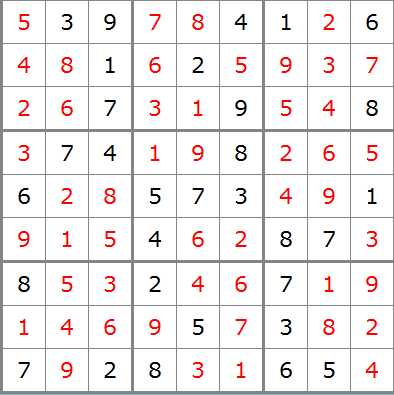 5 3 9 7 8 4 1 2 6
4 8 1 6 2 5 9 3 7
2 6 7 3 1 9 5 4 8
3 7 4 1 9 8 2 6 5
6 2 8 5 7 3 4 9 1
9 1 5 4 6 2 8 7 3
8 5 3 2 4 6 7 1 9
1 4 6 9 5 7 3 8 2
7 9 2 8 3 1 6 5 4